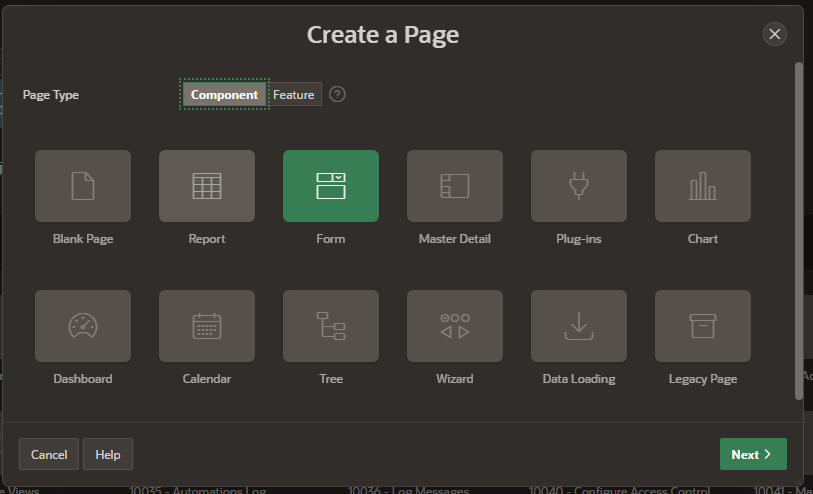 Create a Page
Page Type Component Feature ?
Blank Page Report Form Master Detail Plug-ins Chart
Dashboard Calendar Tree Wizard Data Loading Legacy Page
Cancel Help Next
Views 10035 - Automations Log 10036 - Log Messages 10040 - Configure Access Control 10041 -